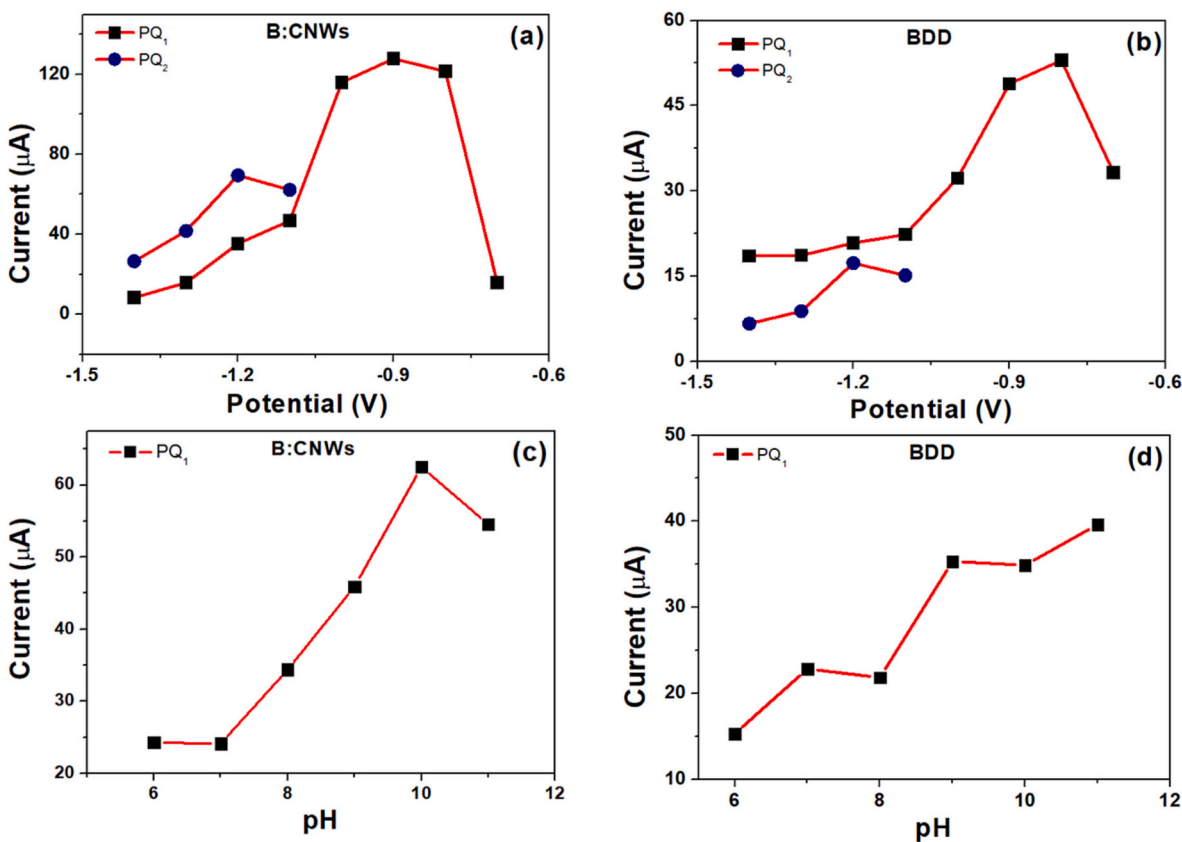 B:CNWs
(a)
PQ₁
PQ₂
Current (μA)
120
80
40
0
-1.5
-1.2
-0.9
-0.6
Potential (V)
BDD
(b)
PQ₁
PQ₂
Current (μA)
60
45
30
15
0
-1.5
-1.2
-0.9
-0.6
Potential (V)
B:CNWs
(c)
PQ₁
Current (μA)
60
50
40
30
20
6
8
10
12
pH
BDD
(d)
PQ₁
Current (μA)
50
40
30
20
10
6
8
10
12
pH